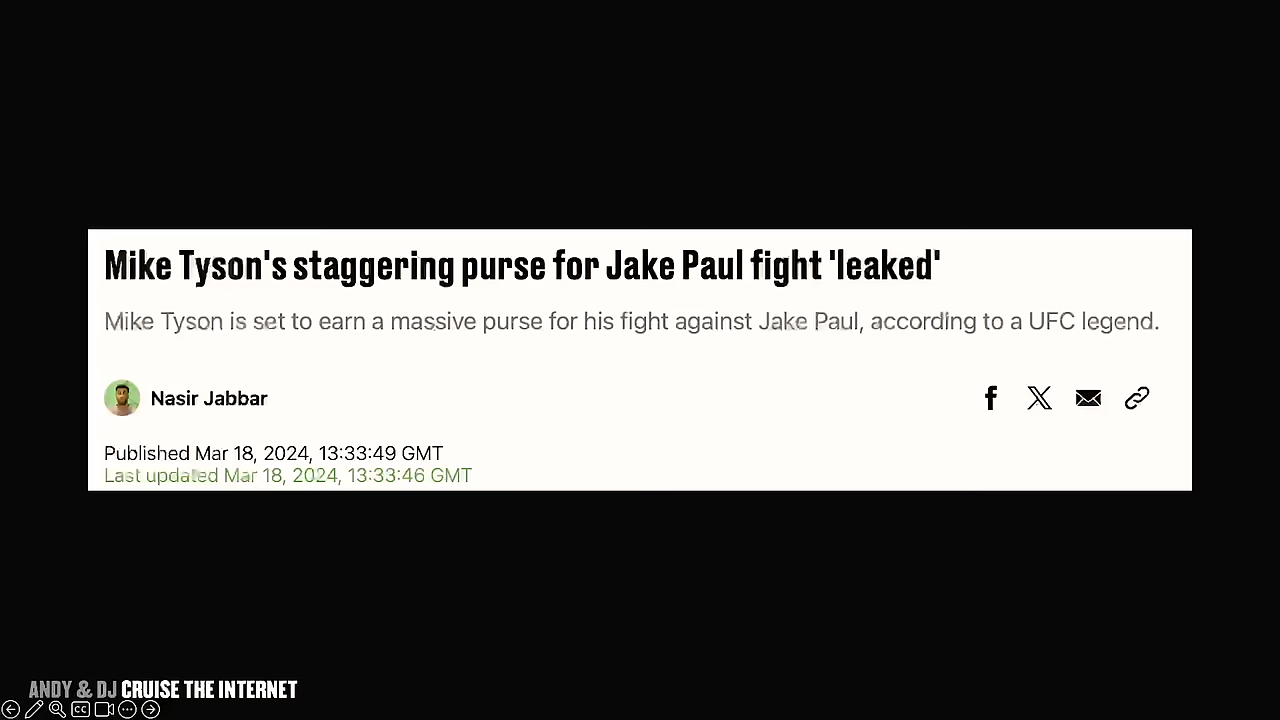 Mike Tyson's staggering purse for Jake Paul fight 'leaked'
Mike Tyson is set to earn a massive purse for his fight against Jake Paul, according to a UFC legend.
Nasir Jabbar
Published Mar 18, 2024, 13:33:49 GMT
Last updated Mar 18, 2024, 13:33:46 GMT
ANDY & DJ CRUISE THE INTERNET
CC